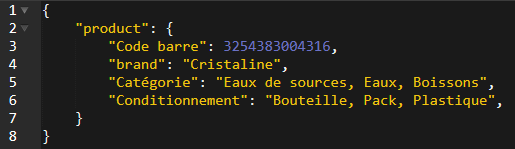 1 {
2 "product": {
3 "Code barre": 3254383004316,
4 "brand": "Cristaline",
5 "Catégorie": "Eaux de sources, Eaux, Boissons",
6 "Conditionnement": "Bouteille, Pack, Plastique",
7 }
8 }